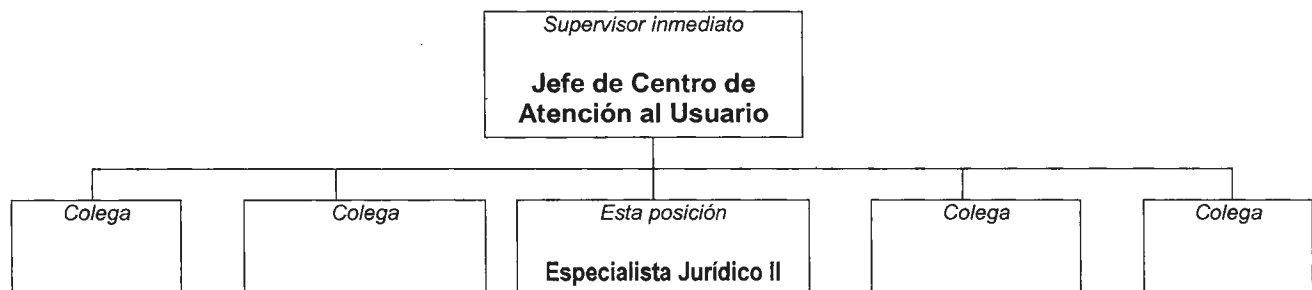 Supervisor inmediato
Jefe de Centro de
Atención al Usuario
Colega
Colega
Esta posición
Colega
Colega
Especialista Jurídico II